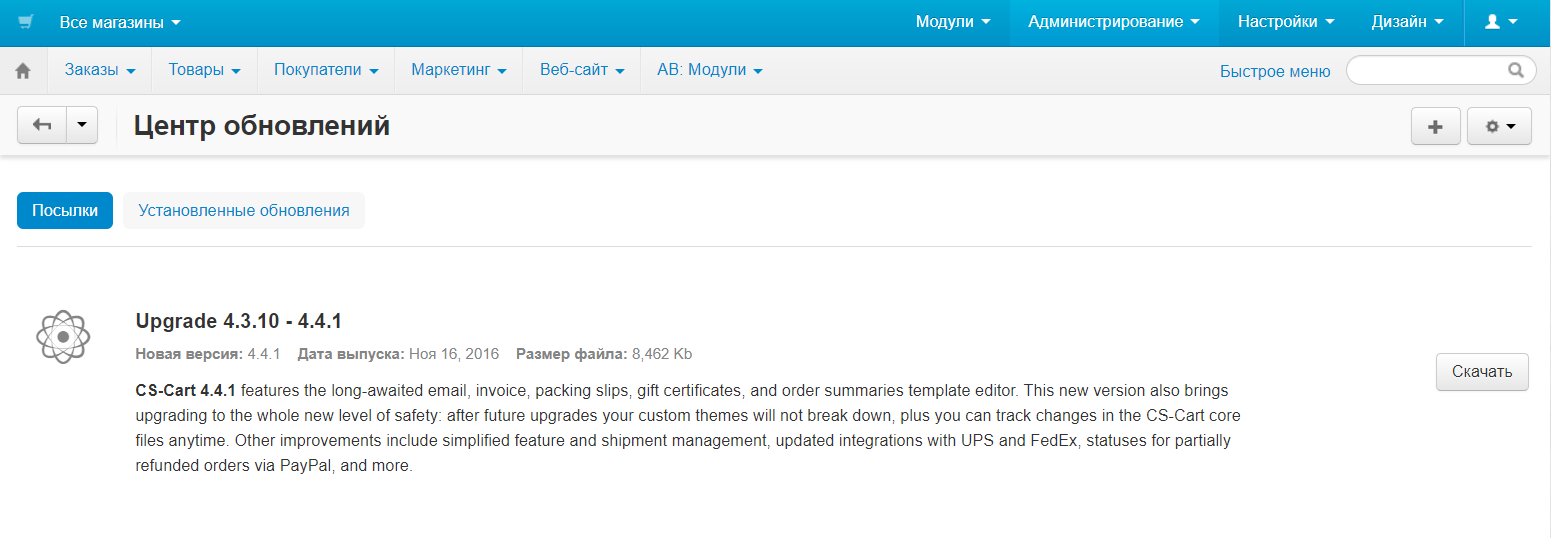 Все магазины Модули Администрирование Настройки Дизайн
Заказы Товары Покупатели Маркетинг Веб-сайт АВ: Модули Быстрое меню
Центр обновлений
Посылки Установленные обновления
Upgrade 4.3.10 - 4.4.1
Новая версия: 4.4.1 Дата выпуска: Ноя 16, 2016 Размер файла: 8,462 Kb
Скачать
CS-Cart 4.4.1 features the long-awaited email, invoice, packing slips, gift certificates, and order summaries template editor. This new version also brings
upgrading to the whole new level of safety: after future upgrades your custom themes will not break down, plus you can track changes in the CS-Cart core
files anytime. Other improvements include simplified feature and shipment management, updated integrations with UPS and FedEx, statuses for partially
refunded orders via PayPal, and more.